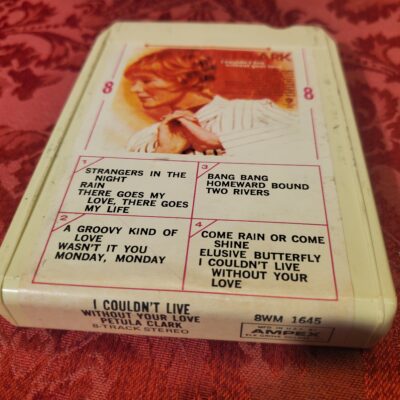 CLARK
8
8
1
STRANGERS IN THE
NIGHT
RAIN
THERE GOES MY
LOVE, THERE GOES
MY LIFE
3
BANG BANG
HOMEWARD BOUND
TWO RIVERS
2
A GROOVY KIND OF
LOVE
WASN'T IT YOU
MONDAY, MONDAY
4
COME RAIN OR COME
SHINE
ELUSIVE BUTTERFLY
I COULDN'T LIVE
WITHOUT YOUR
LOVE
I COULDN'T LIVE
WITHOUT YOUR LOVE
PETULA CLARK
8-TRACK STEREO
8WM 1645
AMPEX